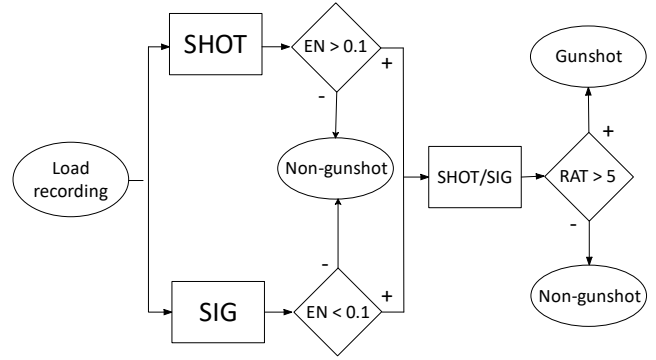 SHOT
EN > 0.1
+
-
Gunshot
+
Load
recording
Non-gunshot
SHOT/SIG
RAT > 5
-
-
SIG
EN < 0.1
+
Non-gunshot